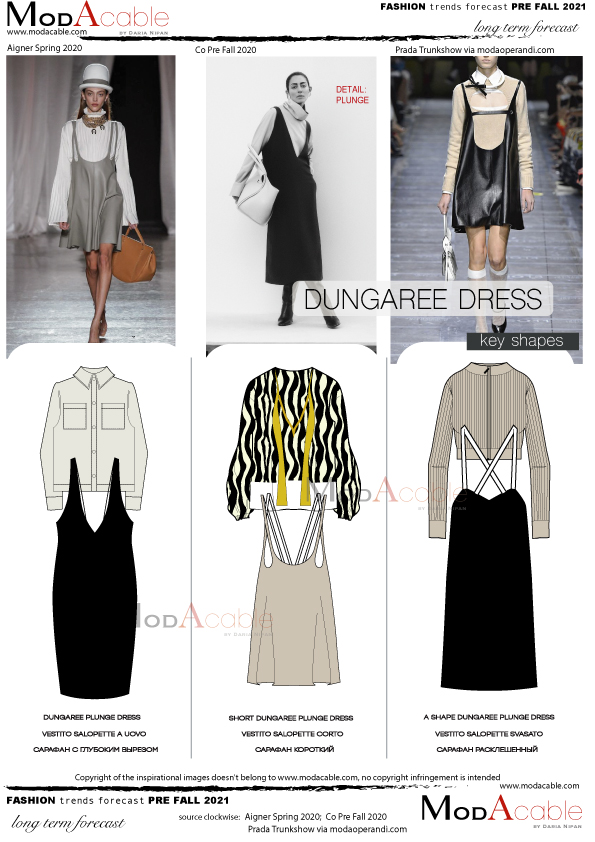 ModAcable
BY DARIA NIPAN
www.modacable.com
FASHION trends forecast PRE FALL 2021
long term forecast
Aigner Spring 2020
Co Pre Fall 2020
Prada Trunkshow via modaoperandi.com
DETAIL:
PLUNGE
DUNGAREE DRESS
key shapes
ModAcable
BY DARIA NIPAN
ModAcable
BY DARIA NIPAN
DUNGAREE PLUNGE DRESS
VESTITO SALOPETTE A UOVO
САРАФАН С ГЛУБОКИМ ВЫРЕЗОМ
SHORT DUNGAREE PLUNGE DRESS
VESTITO SALOPETTE CORTO
САРАФАН КОРОТКИЙ
A SHAPE DUNGAREE PLUNGE DRESS
VESTITO SALOPETTE SVASATO
САРАФАН РАСКЛЕШЕННЫЙ
Copyright of the inspirational images doesn't belong to www.modacable.com, no copyright infringement is intended
www.modacable.com
FASHION trends forecast PRE FALL 2021
long term forecast
source clockwise: Aigner Spring 2020; Co Pre Fall 2020
Prada Trunkshow via modaoperandi.com
ModAcable
BY DARIA NIPAN